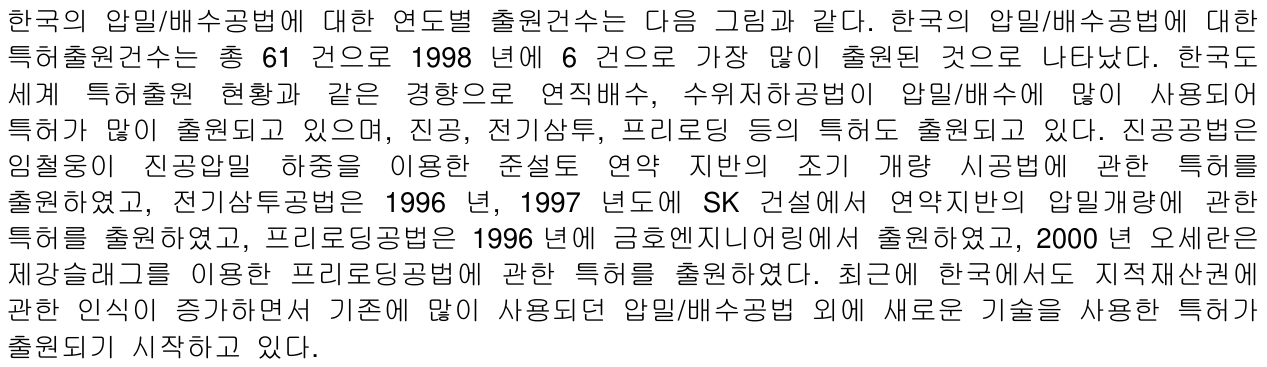 한국의 압밀/배수공법에 대한 연도별 출원건수는 다음 그림과 같다. 한국의 압밀/배수공법에 대한
특허출원건수는 총 61 건으로 1998 년에 6 건으로 가장 많이 출원된 것으로 나타났다. 한국도
세계 특허출원 현황과 같은 경향으로 연직배수, 수위저하공법이 압밀/배수에 많이 사용되어
특허가 많이 출원되고 있으며, 진공, 전기삼투, 프리로딩 등의 특허도 출원되고 있다. 진공공법은
임철웅이 진공압밀 하중을 이용한 준설토 연약 지반의 조기 개량 시공법에 관한 특허를
출원하였고, 전기삼투공법은 1996 년, 1997 년도에 SK 건설에서 연약지반의 압밀개량에 관한
특허를 출원하였고, 프리로딩공법은 1996 년에 금호엔지니어링에서 출원하였고, 2000 년 오세란은
제강슬래그를 이용한 프리로딩공법에 관한 특허를 출원하였다. 최근에 한국에서도 지적재산권에
관한 인식이 증가하면서 기존에 많이 사용되던 압밀/배수공법 외에 새로운 기술을 사용한 특허가
출원되기 시작하고 있다.